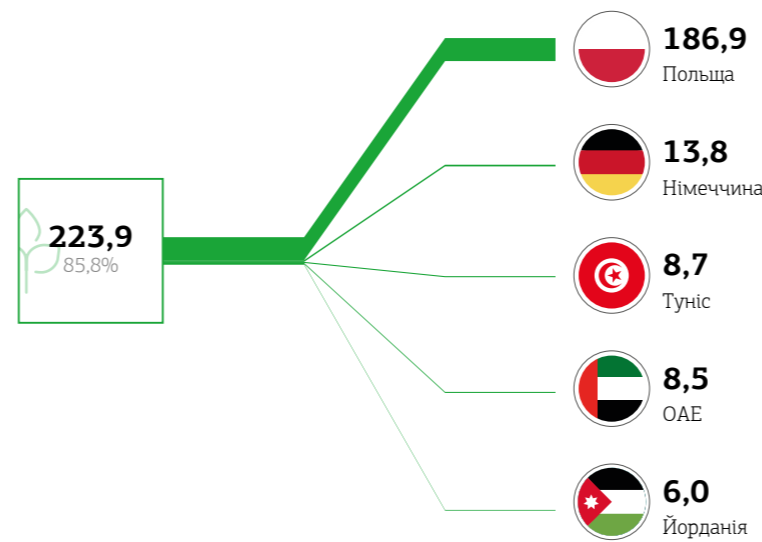 223,9
85,8%
186,9
Польща
13,8
Німеччина
8,7
Туніс
8,5
ОАЕ
6,0
Йорданія